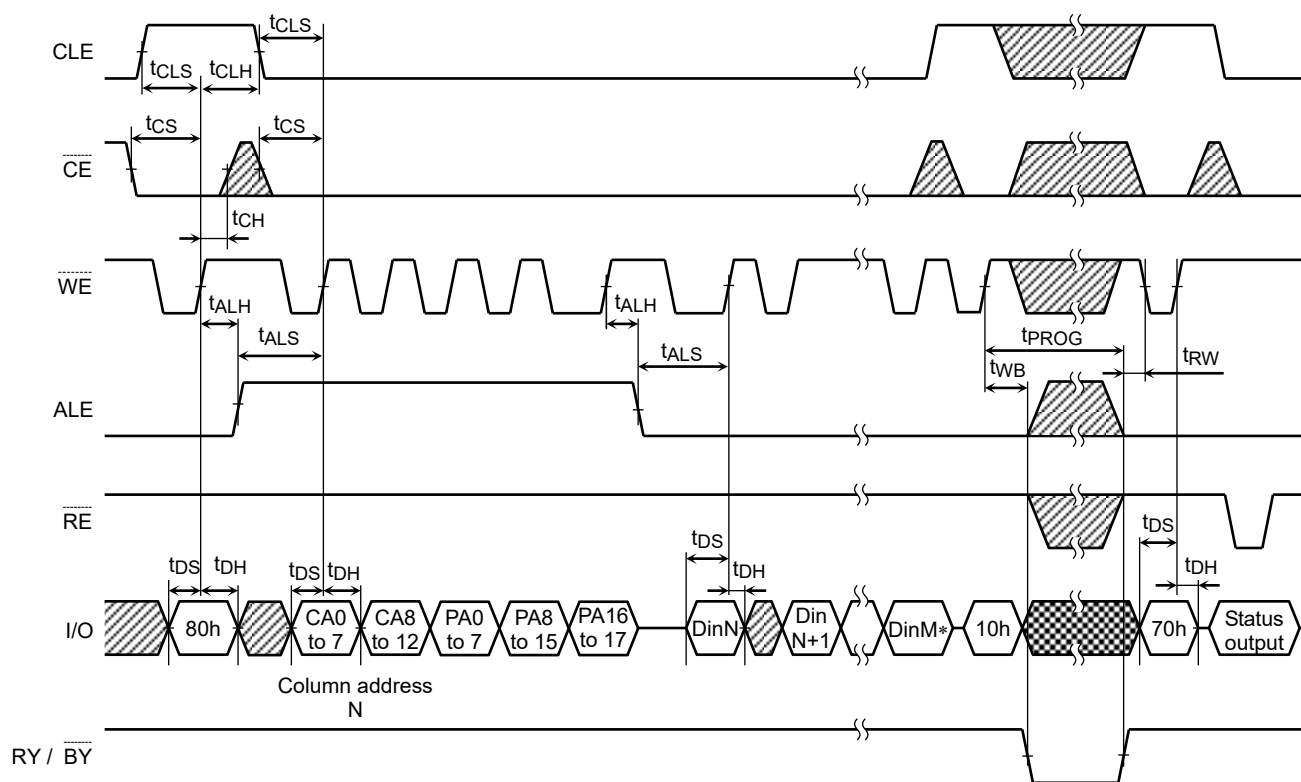 tCLS
CLE
tCLS tCLH
tCS tCS
CE
tCH
WE
tALH tALH
tALS tALS tPROG
tWB tRW
ALE
RE
tDS tDS
tDS tDH tDS tDH tDH tDH
I/O 80h CA0 to 7 CA8 to 12 PA0 to 7 PA8 to 15 PA16 to 17 DinN Din N+1 DinM* 10h 70h Status output
Column address
N
RY / BY